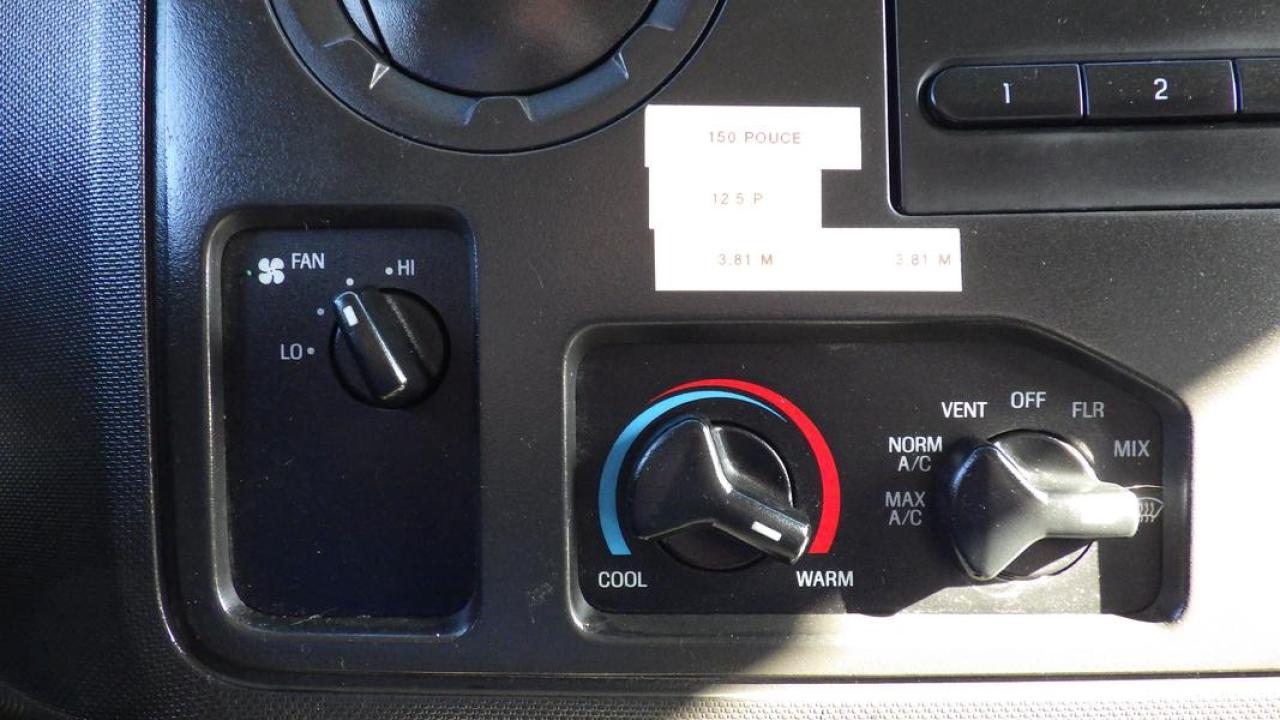 1 2
150 POUCE
12 5 P
3.81 M 3.81 M
FAN
HI
LO
OFF
VENT FLR
NORM A/C
MIX
MAX A/C
COOL WARM